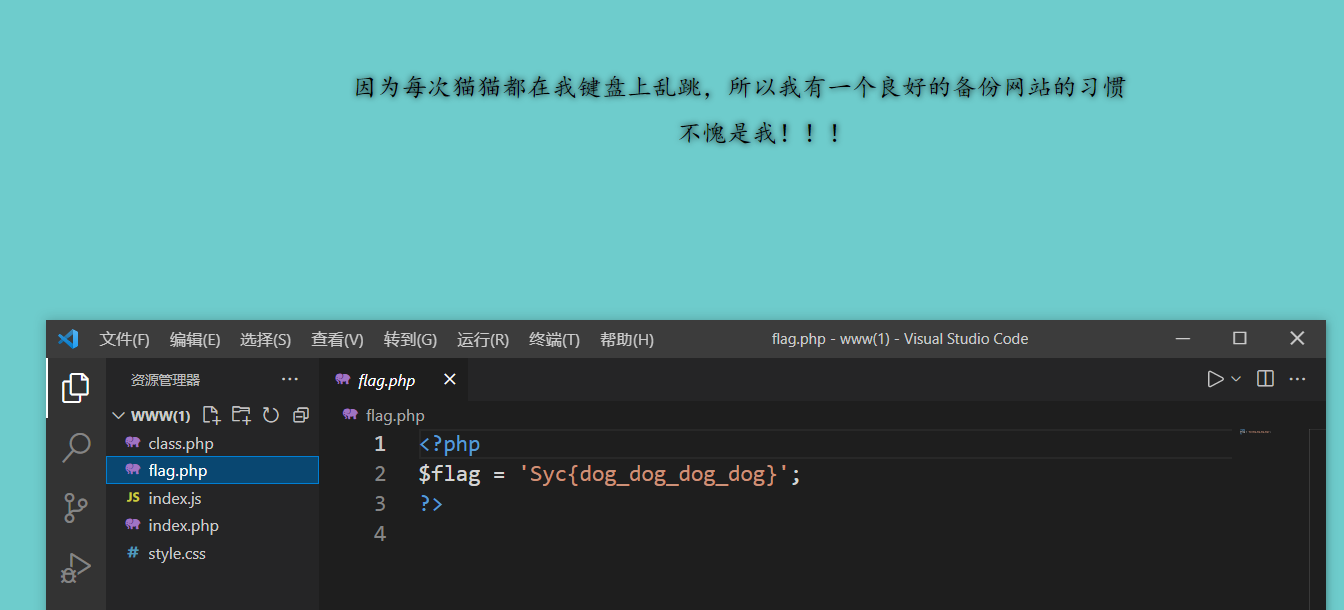 因为每次猫猫都在我键盘上乱跳，所以我有一个良好的备份网站的习惯
不愧是我！！！
文件(F) 编辑(E) 选择(S) 查看(V) 转到(G) 运行(R) 终端(T) 帮助(H) flag.php - www(1) - Visual Studio Code
资源管理器
flag.php
WWW(1)
flag.php
class.php
flag.php
JS index.js
index.php
# style.css
1 <?php
2 $flag = 'Syc{dog_dog_dog_dog}';
3 ?>
4